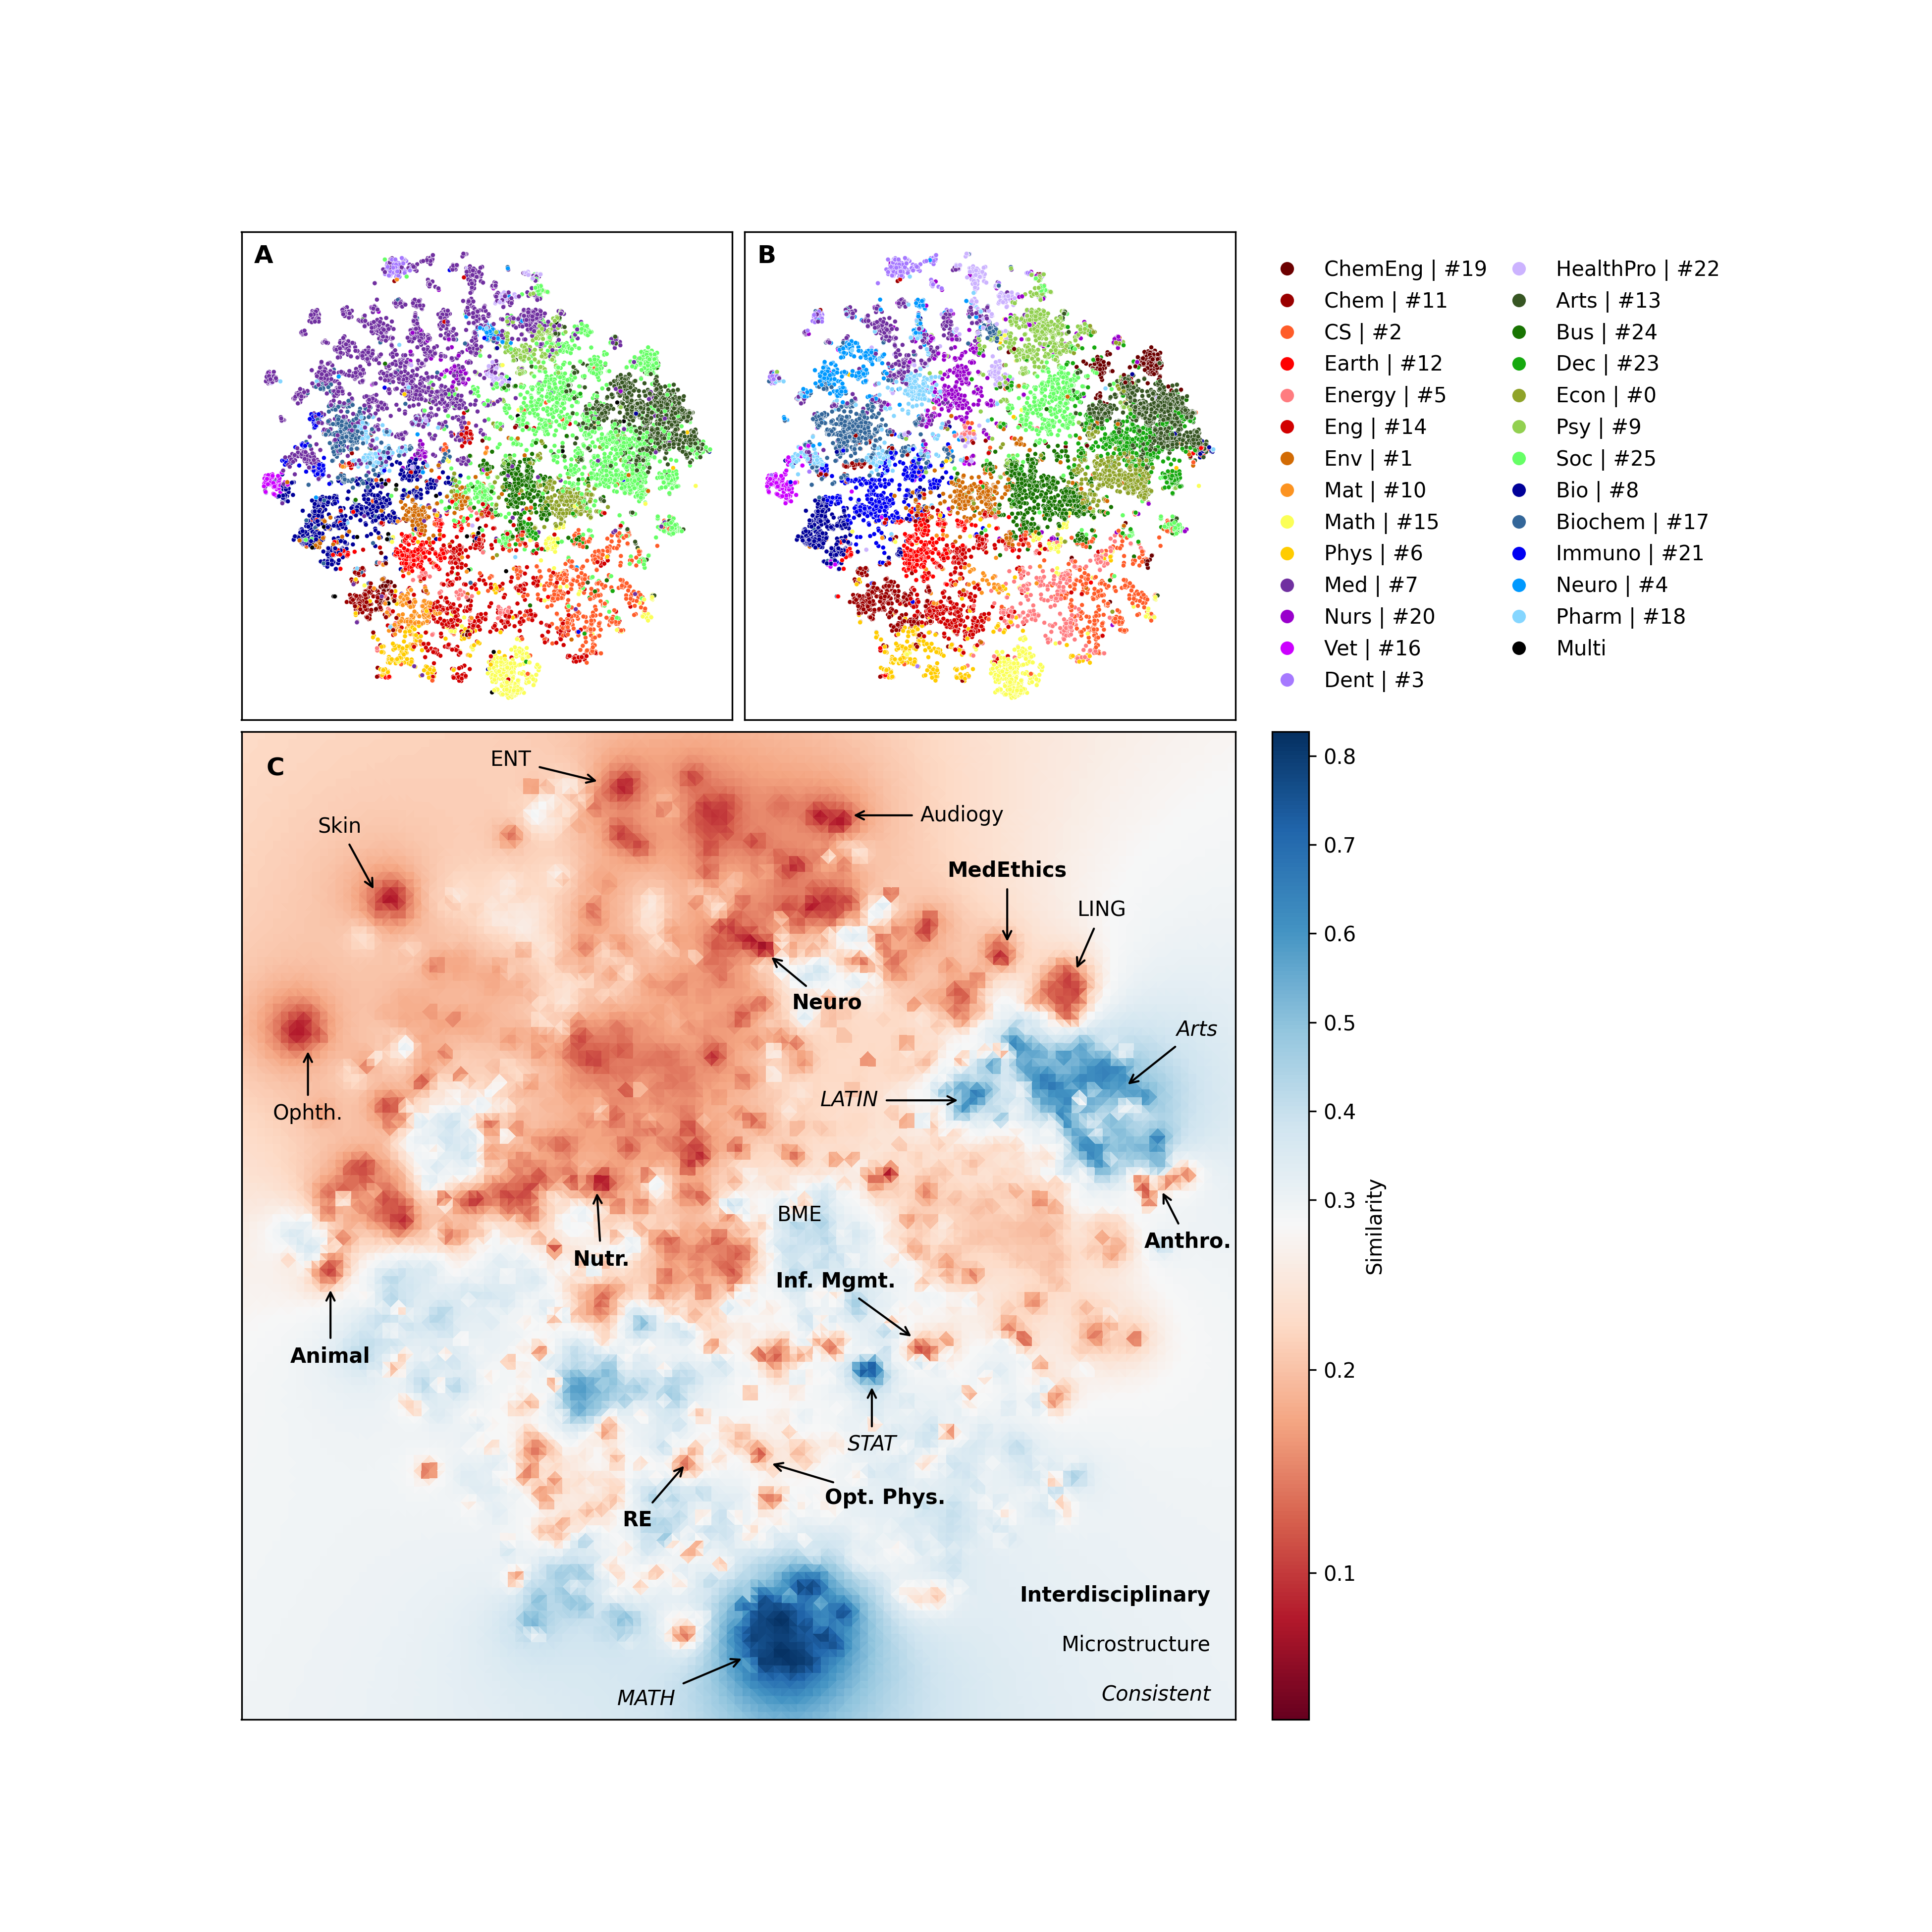 A
B
ChemEng | #19
Chem | #11
CS | #2
Earth | #12
Energy | #5
Eng | #14
Env | #1
Mat | #10
Math | #15
Phys | #6
Med | #7
Nurs | #20
Vet | #16
Dent | #3
HealthPro | #22
Arts | #13
Bus | #24
Dec | #23
Econ | #0
Psy | #9
Soc | #25
Bio | #8
Biochem | #17
Immuno | #21
Neuro | #4
Pharm | #18
Multi
C
ENT
Audiogy
Skin
MedEthics
LING
Neuro
Arts
LATIN
Ophth.
BME
Anthro.
Nutr.
Inf. Mgmt.
Animal
STAT
Opt. Phys.
RE
Interdisciplinary
Microstructure
MATH
Consistent
0.8
0.7
0.6
0.5
0.4
0.3
0.2
0.1
Similarity